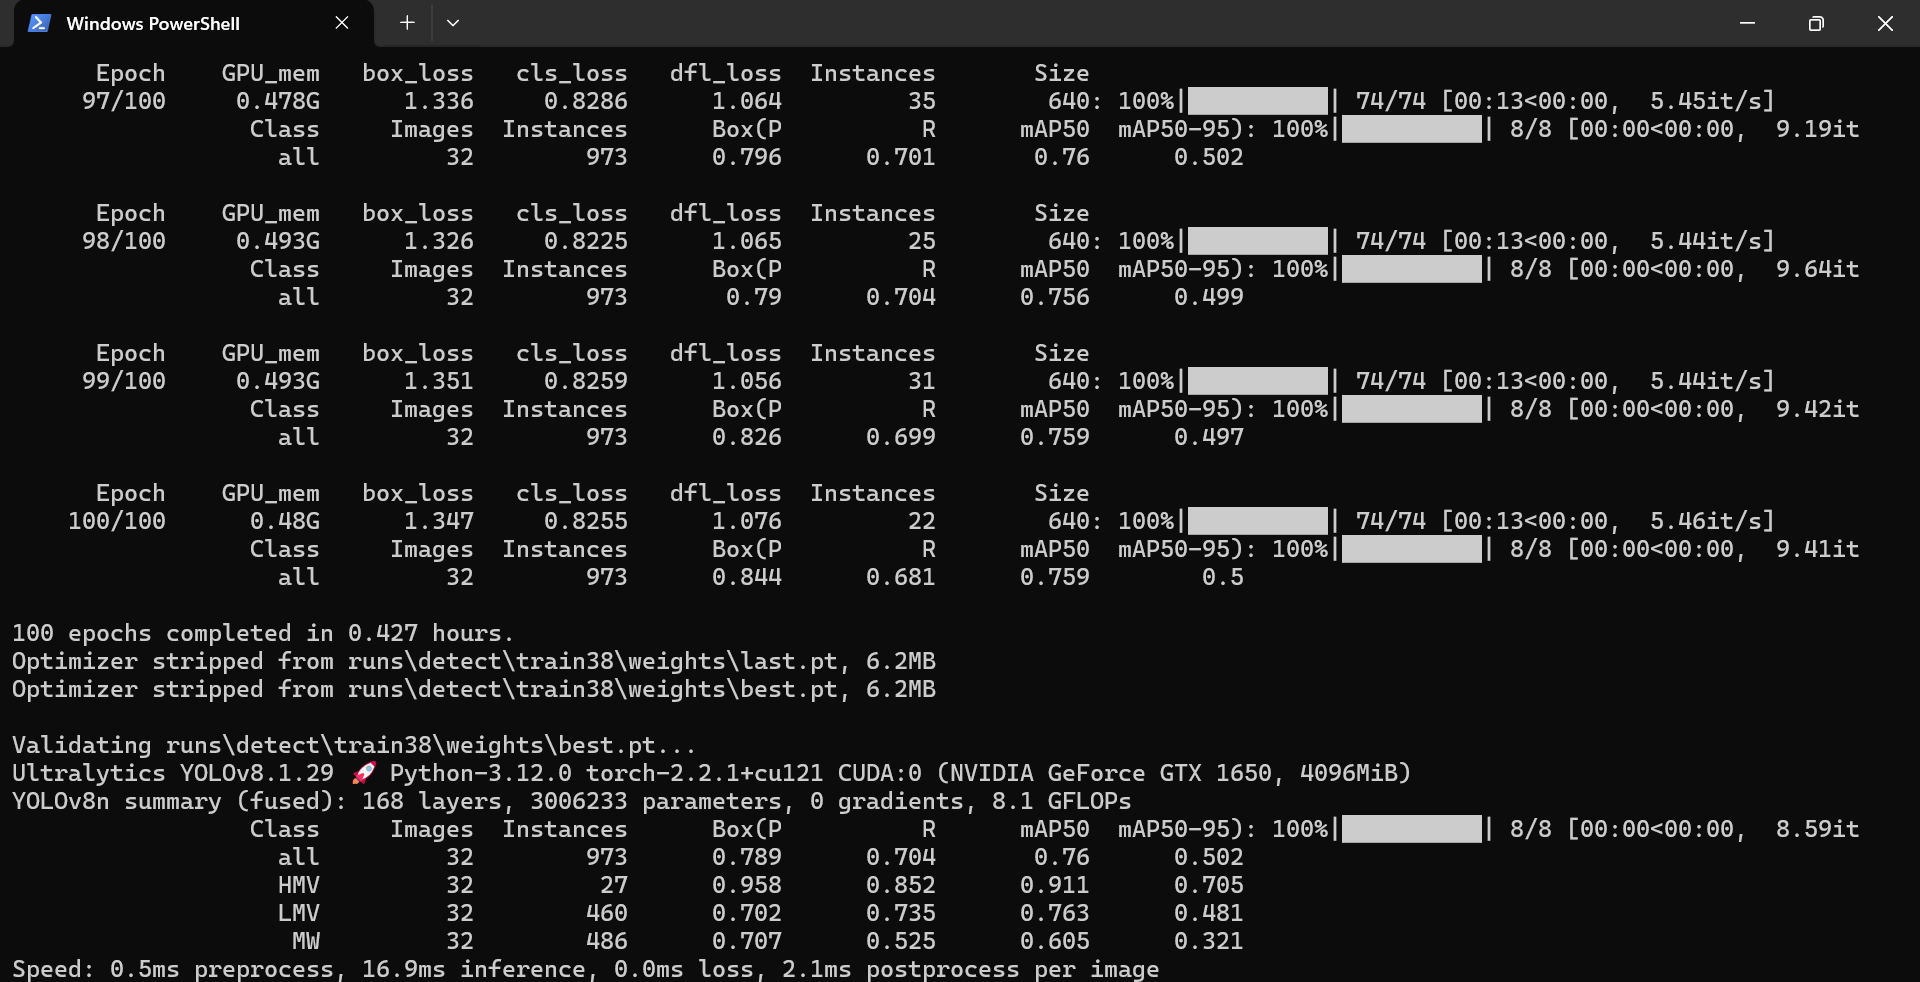 Windows PowerShell
Epoch GPU_mem box_loss cls_loss dfl_loss Instances Size
97/100 0.478G 1.336 0.8286 1.064 35 640: 100%|██████████| 74/74 [00:13<00:00, 5.45it/s]
Class Images Instances Box(P R mAP50 mAP50-95): 100%|██████████| 8/8 [00:00<00:00, 9.19it
all 32 973 0.796 0.701 0.76 0.502
Epoch GPU_mem box_loss cls_loss dfl_loss Instances Size
98/100 0.493G 1.326 0.8225 1.065 25 640: 100%|██████████| 74/74 [00:13<00:00, 5.44it/s]
Class Images Instances Box(P R mAP50 mAP50-95): 100%|██████████| 8/8 [00:00<00:00, 9.64it
all 32 973 0.79 0.704 0.756 0.499
Epoch GPU_mem box_loss cls_loss dfl_loss Instances Size
99/100 0.493G 1.351 0.8259 1.056 31 640: 100%|██████████| 74/74 [00:13<00:00, 5.44it/s]
Class Images Instances Box(P R mAP50 mAP50-95): 100%|██████████| 8/8 [00:00<00:00, 9.42it
all 32 973 0.826 0.699 0.759 0.497
Epoch GPU_mem box_loss cls_loss dfl_loss Instances Size
100/100 0.48G 1.347 0.8255 1.076 22 640: 100%|██████████| 74/74 [00:13<00:00, 5.46it/s]
Class Images Instances Box(P R mAP50 mAP50-95): 100%|██████████| 8/8 [00:00<00:00, 9.41it
all 32 973 0.844 0.681 0.759 0.5
100 epochs completed in 0.427 hours.
Optimizer stripped from runs\detect\train38\weights\last.pt, 6.2MB
Optimizer stripped from runs\detect\train38\weights\best.pt, 6.2MB
Validating runs\detect\train38\weights\best.pt...
Ultralytics YOLOv8.1.29 🚀 Python-3.12.0 torch-2.2.1+cu121 CUDA:0 (NVIDIA GeForce GTX 1650, 4096MiB)
YOLOv8n summary (fused): 168 layers, 3006233 parameters, 0 gradients, 8.1 GFLOPs
Class Images Instances Box(P R mAP50 mAP50-95): 100%|██████████| 8/8 [00:00<00:00, 8.59it
all 32 973 0.789 0.704 0.76 0.502
HMV 32 27 0.958 0.852 0.911 0.705
LMV 32 460 0.702 0.735 0.763 0.481
MW 32 486 0.707 0.525 0.605 0.321
Speed: 0.5ms preprocess, 16.9ms inference, 0.0ms loss, 2.1ms postprocess per image